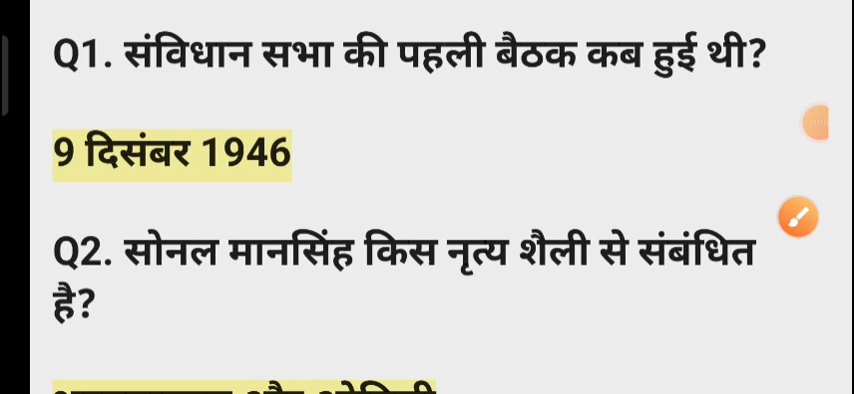 Q1. संविधान सभा की पहली बैठक कब हुई थी?
9 दिसंबर 1946
Q2. सोनल मानसिंह किस नृत्य शैली से संबंधित
है?